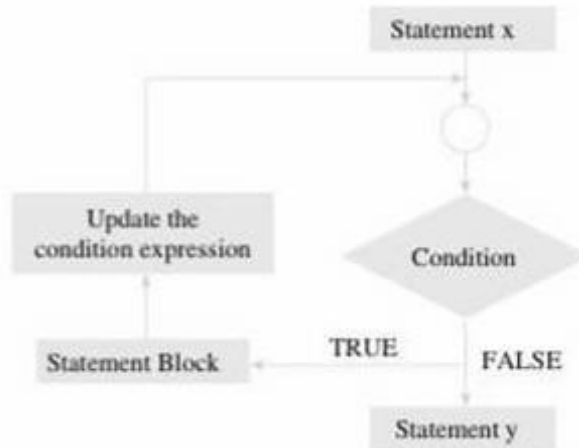 Statement x
Update the
condition expression
Condition
TRUE
FALSE
Statement Block
Statement y